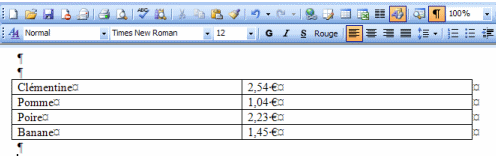 100%
Normal Times New Roman 12 G I S Rouge
¶
¶
Clémentine¤ 2,54·€¤ ¤
Pomme¤ 1,04·€¤ ¤
Poire¤ 2,23·€¤ ¤
Banane¤ 1,45·€¤ ¤
¶